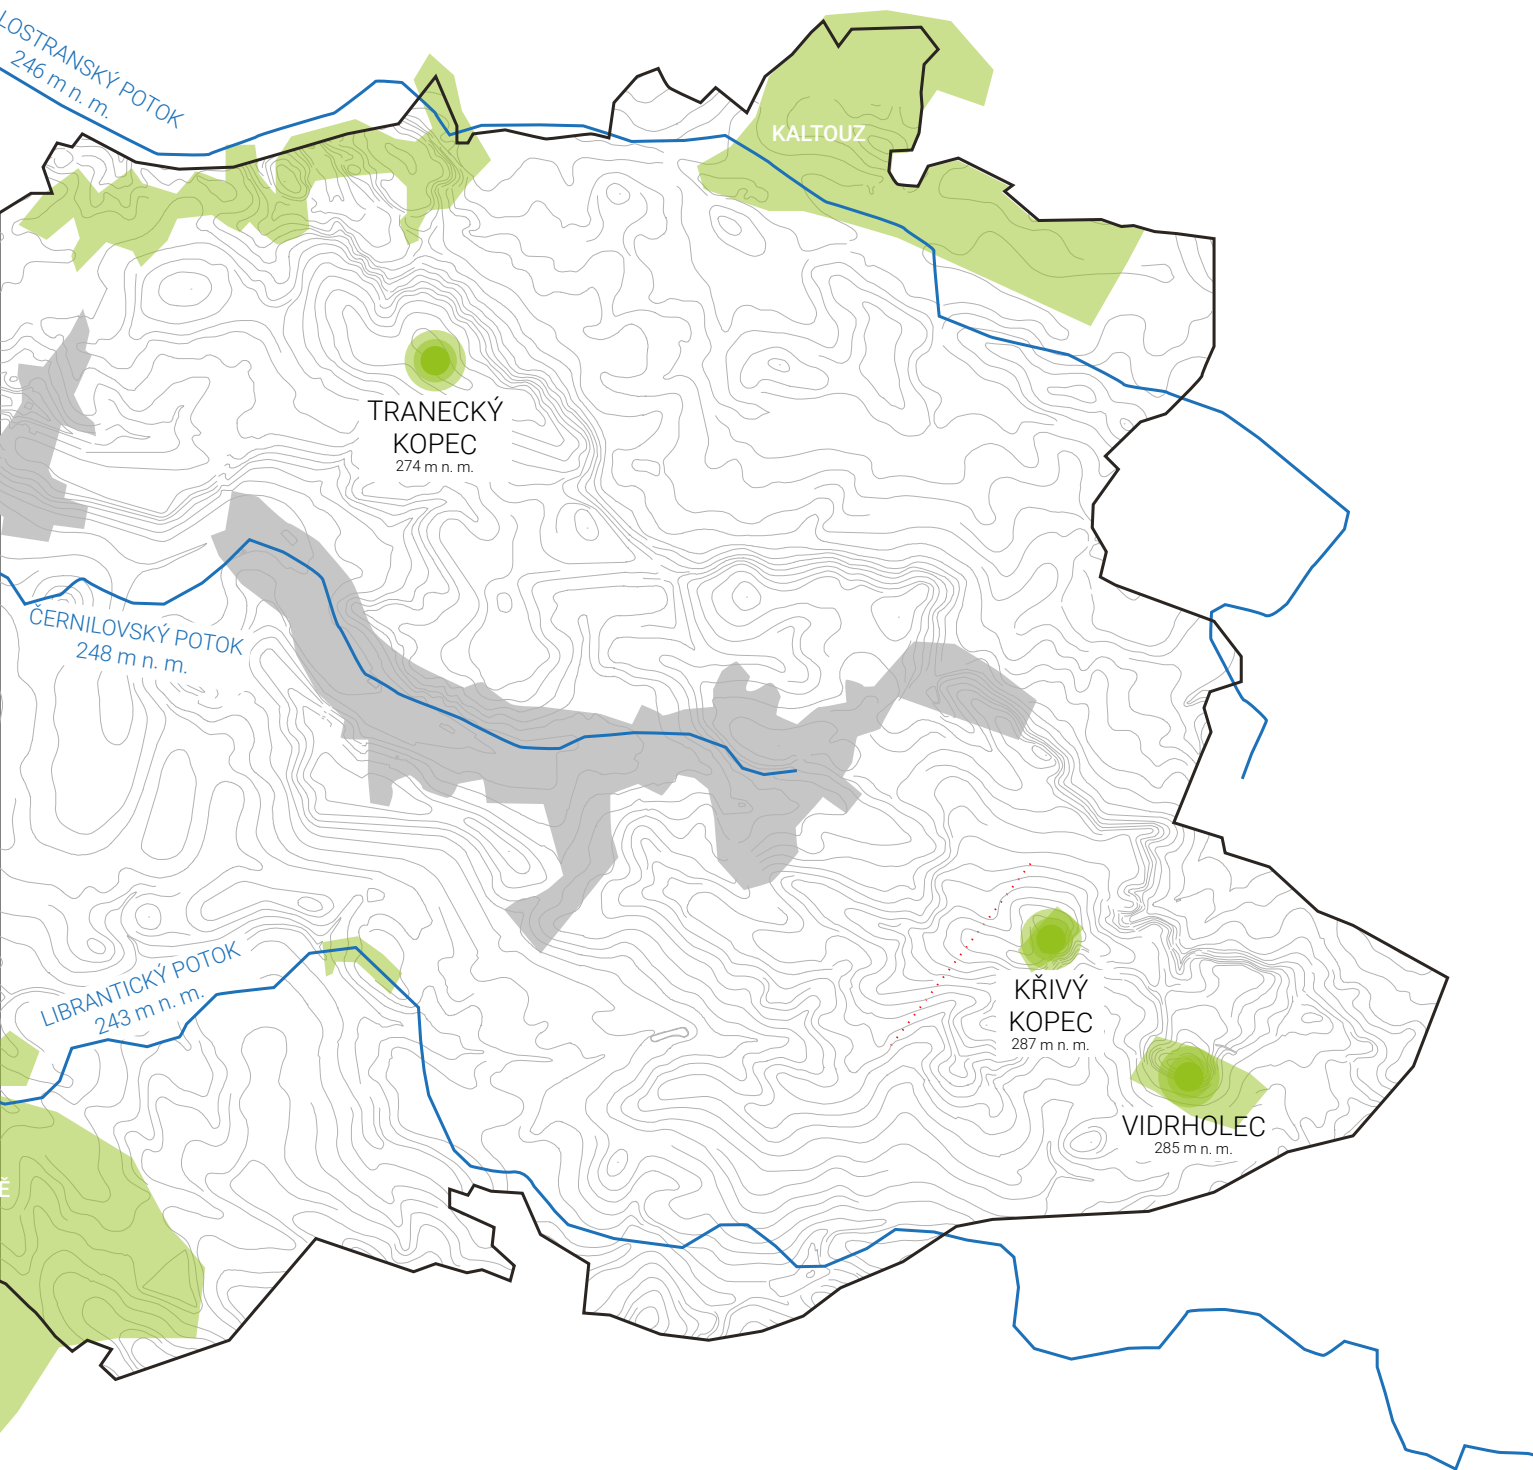 LOSTRANSKÝ POTOK
246 m n. m.
KALTOUZ
TRANECKÝ
KOPEC
274 m n. m.
ČERNILOVSKÝ POTOK
248 m n. m.
LIBRANTICKÝ POTOK
243 m n. m.
KŘIVÝ
KOPEC
287 m n. m.
VIDRHOLEC
285 m n. m.
Ě